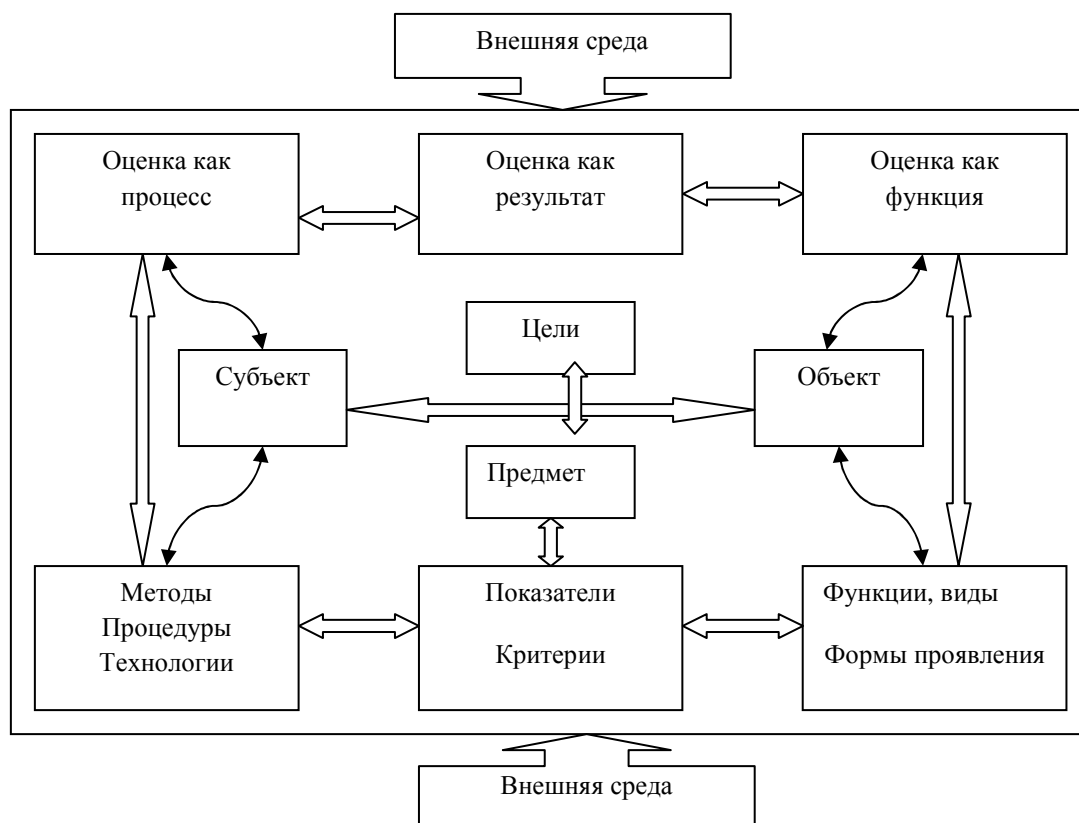 Внешняя среда
Оценка как
процесс
Оценка как
результат
Оценка как
функция
Цели
Субъект
Объект
Предмет
Методы
Процедуры
Технологии
Показатели
Критерии
Функции, виды
Формы проявления
Внешняя среда